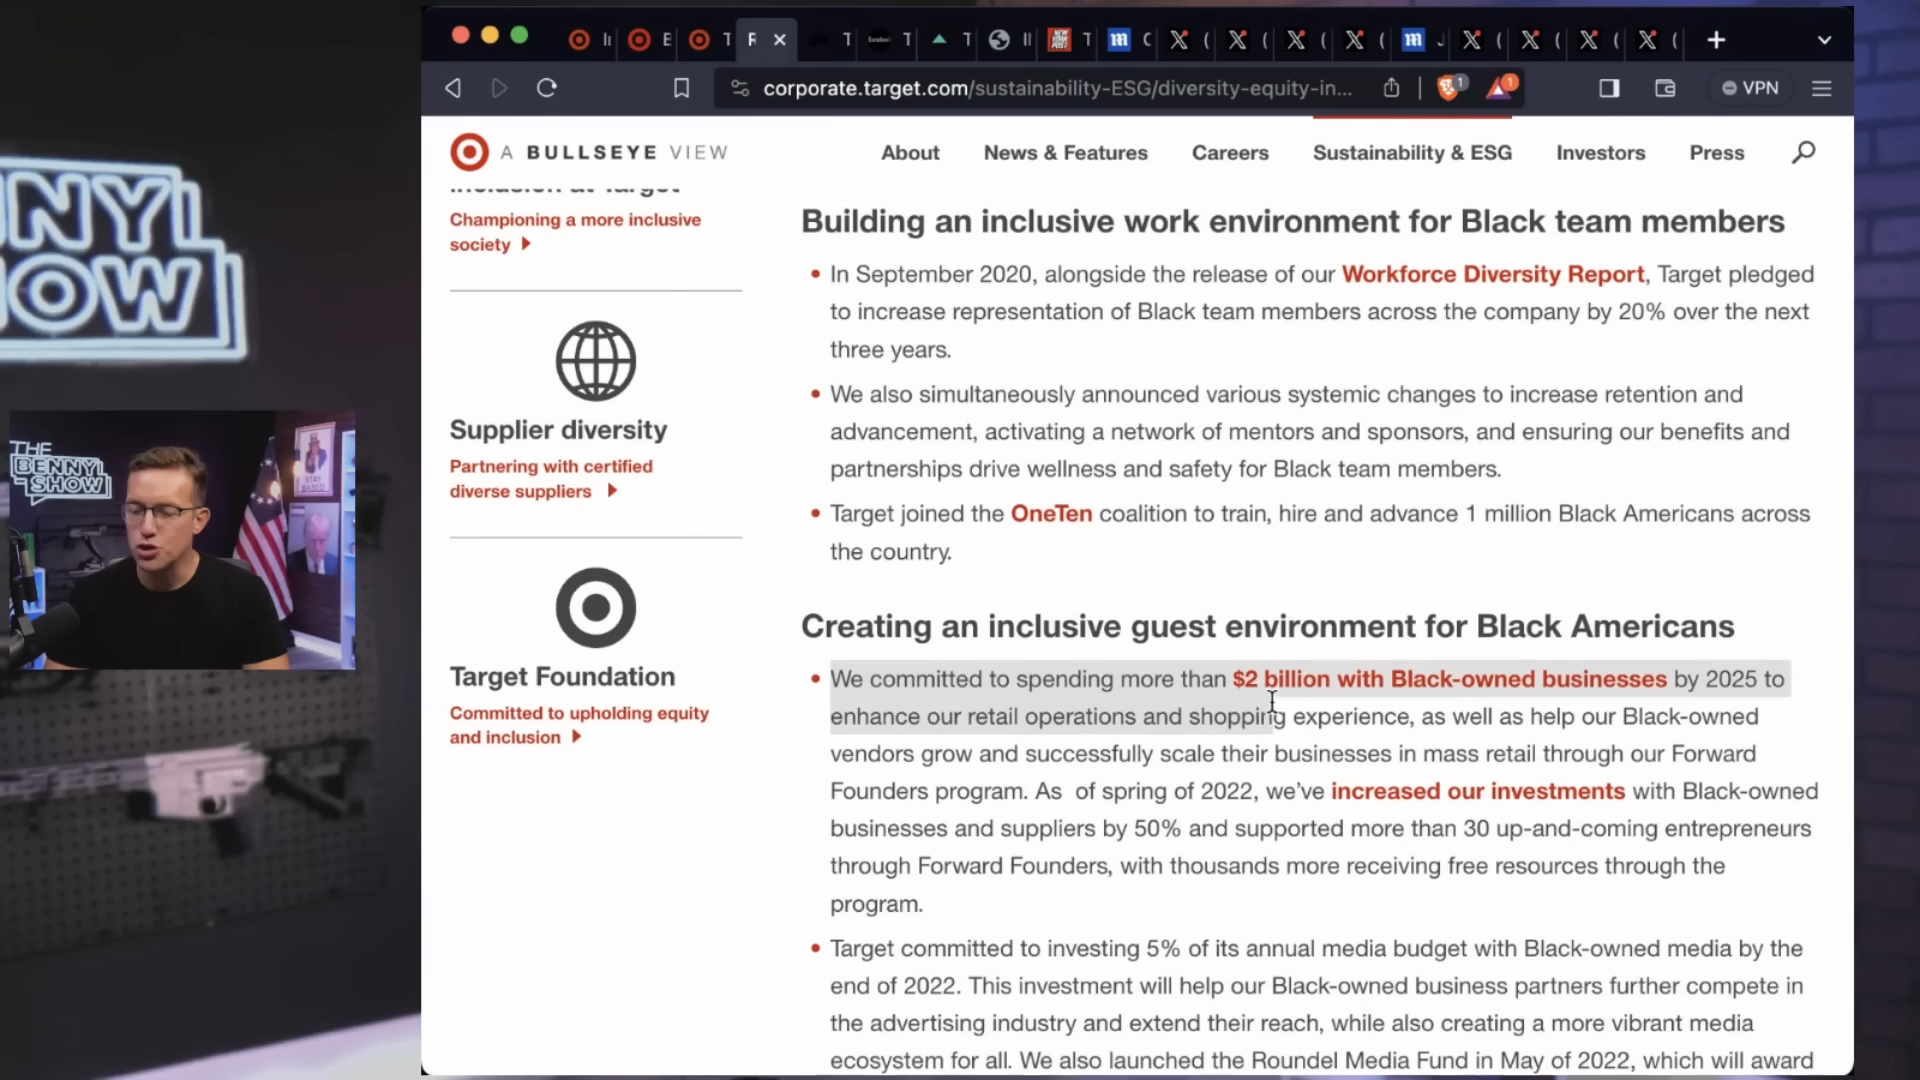 corporate.target.com/sustainability-ESG/diversity-equity-in...
VPN
A BULLSEYE VIEW
About
News & Features
Careers
Sustainability & ESG
Investors
Press
Inclusion at Target
Championing a more inclusive
society
Supplier diversity
Partnering with certified
diverse suppliers
Target Foundation
Committed to upholding equity
and inclusion
Building an inclusive work environment for Black team members
In September 2020, alongside the release of our Workforce Diversity Report, Target pledged
to increase representation of Black team members across the company by 20% over the next
three years.
We also simultaneously announced various systemic changes to increase retention and
advancement, activating a network of mentors and sponsors, and ensuring our benefits and
partnerships drive wellness and safety for Black team members.
Target joined the OneTen coalition to train, hire and advance 1 million Black Americans across
the country.
Creating an inclusive guest environment for Black Americans
We committed to spending more than $2 billion with Black-owned businesses by 2025 to
enhance our retail operations and shopping experience, as well as help our Black-owned
vendors grow and successfully scale their businesses in mass retail through our Forward
Founders program. As  of spring of 2022, we've increased our investments with Black-owned
businesses and suppliers by 50% and supported more than 30 up-and-coming entrepreneurs
through Forward Founders, with thousands more receiving free resources through the
program.
Target committed to investing 5% of its annual media budget with Black-owned media by the
end of 2022. This investment will help our Black-owned business partners further compete in
the advertising industry and extend their reach, while also creating a more vibrant media
ecosystem for all. We also launched the Roundel Media Fund in May of 2022, which will award
NNY
HOW
THE
BENNY
SHOW
STAY
BASED